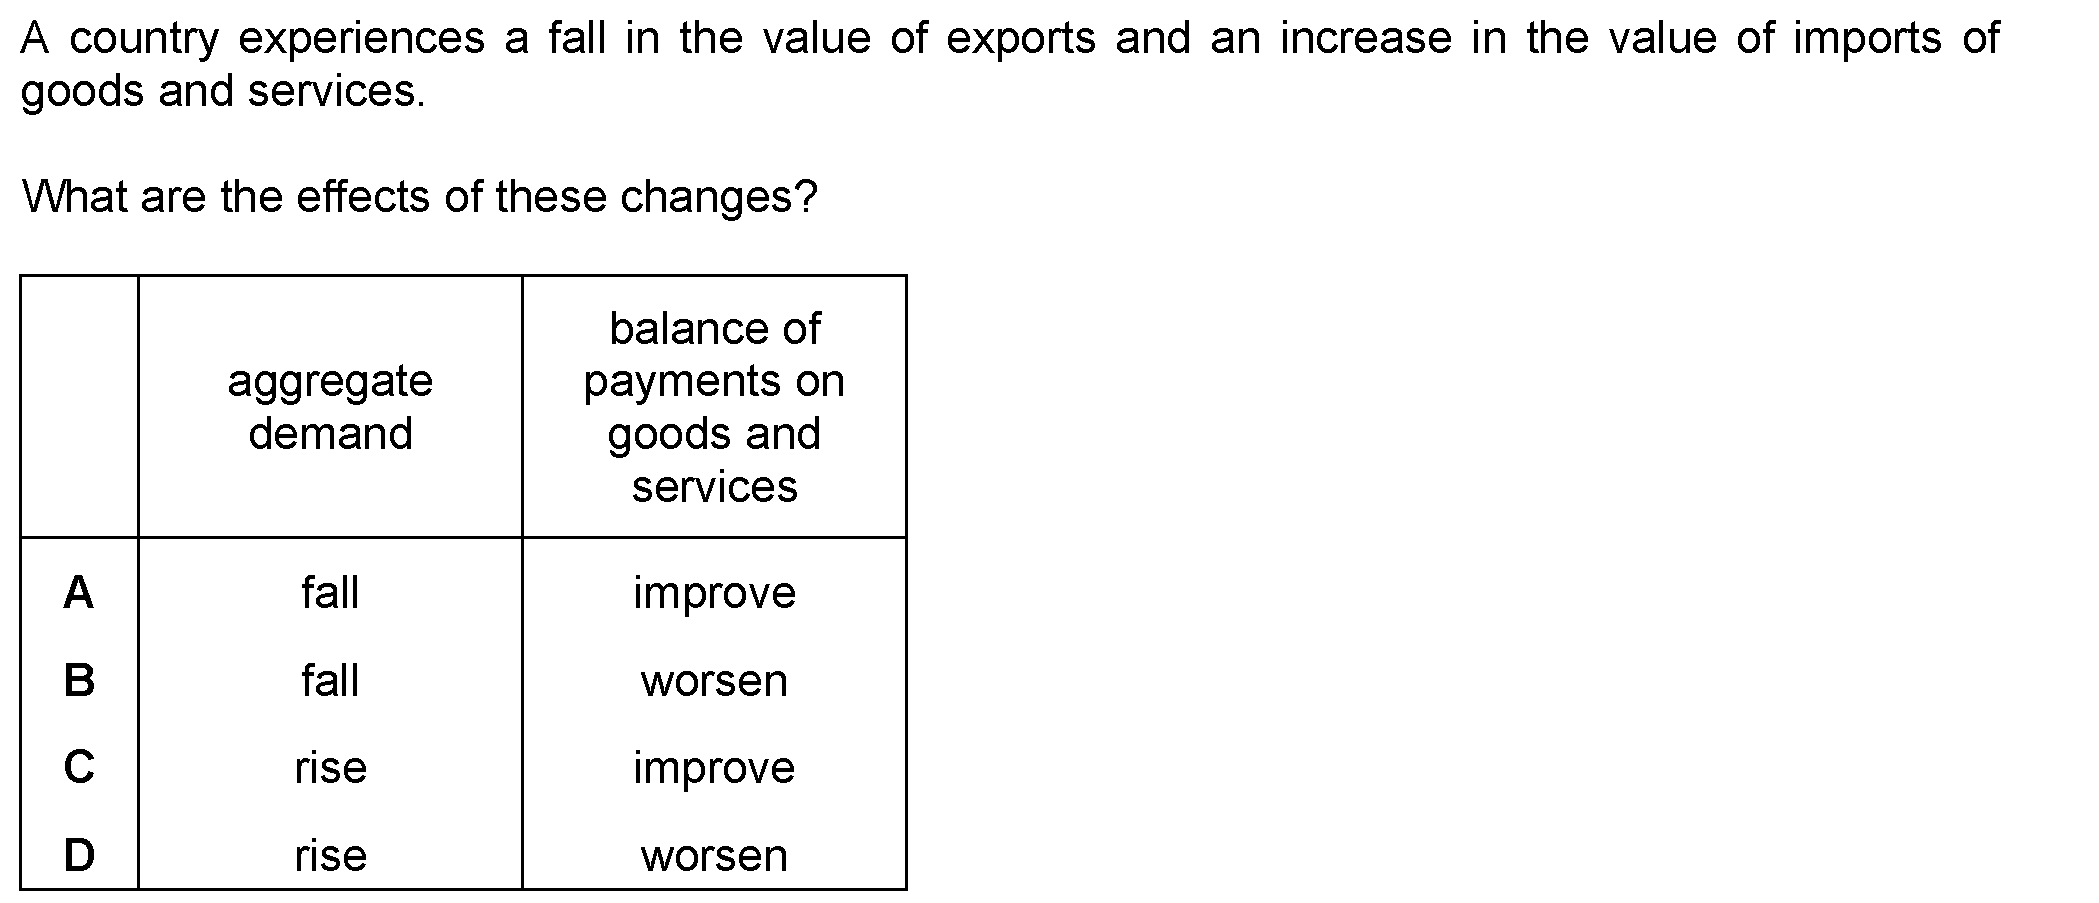 A country experiences a fall in the value of exports and an increase in the value of imports of
goods and services.
What are the effects of these changes?
aggregate
demand
balance of
payments on
goods and
services
A fall improve
B fall worsen
C rise improve
D rise worsen